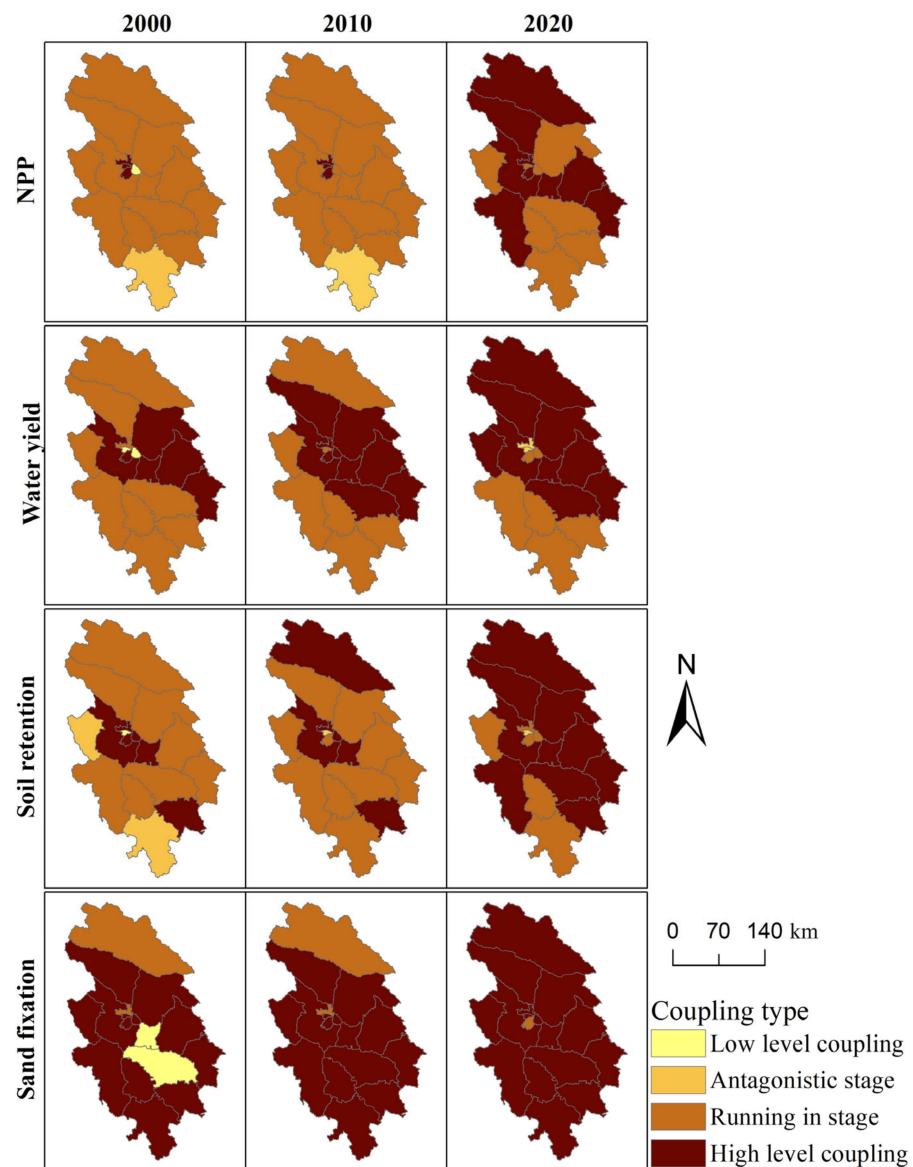 2000 2010 2020
NPP
Water yield
Soil retention
Sand fixation
N
0 70 140 km
Coupling type
Low level coupling
Antagonistic stage
Running in stage
High level coupling